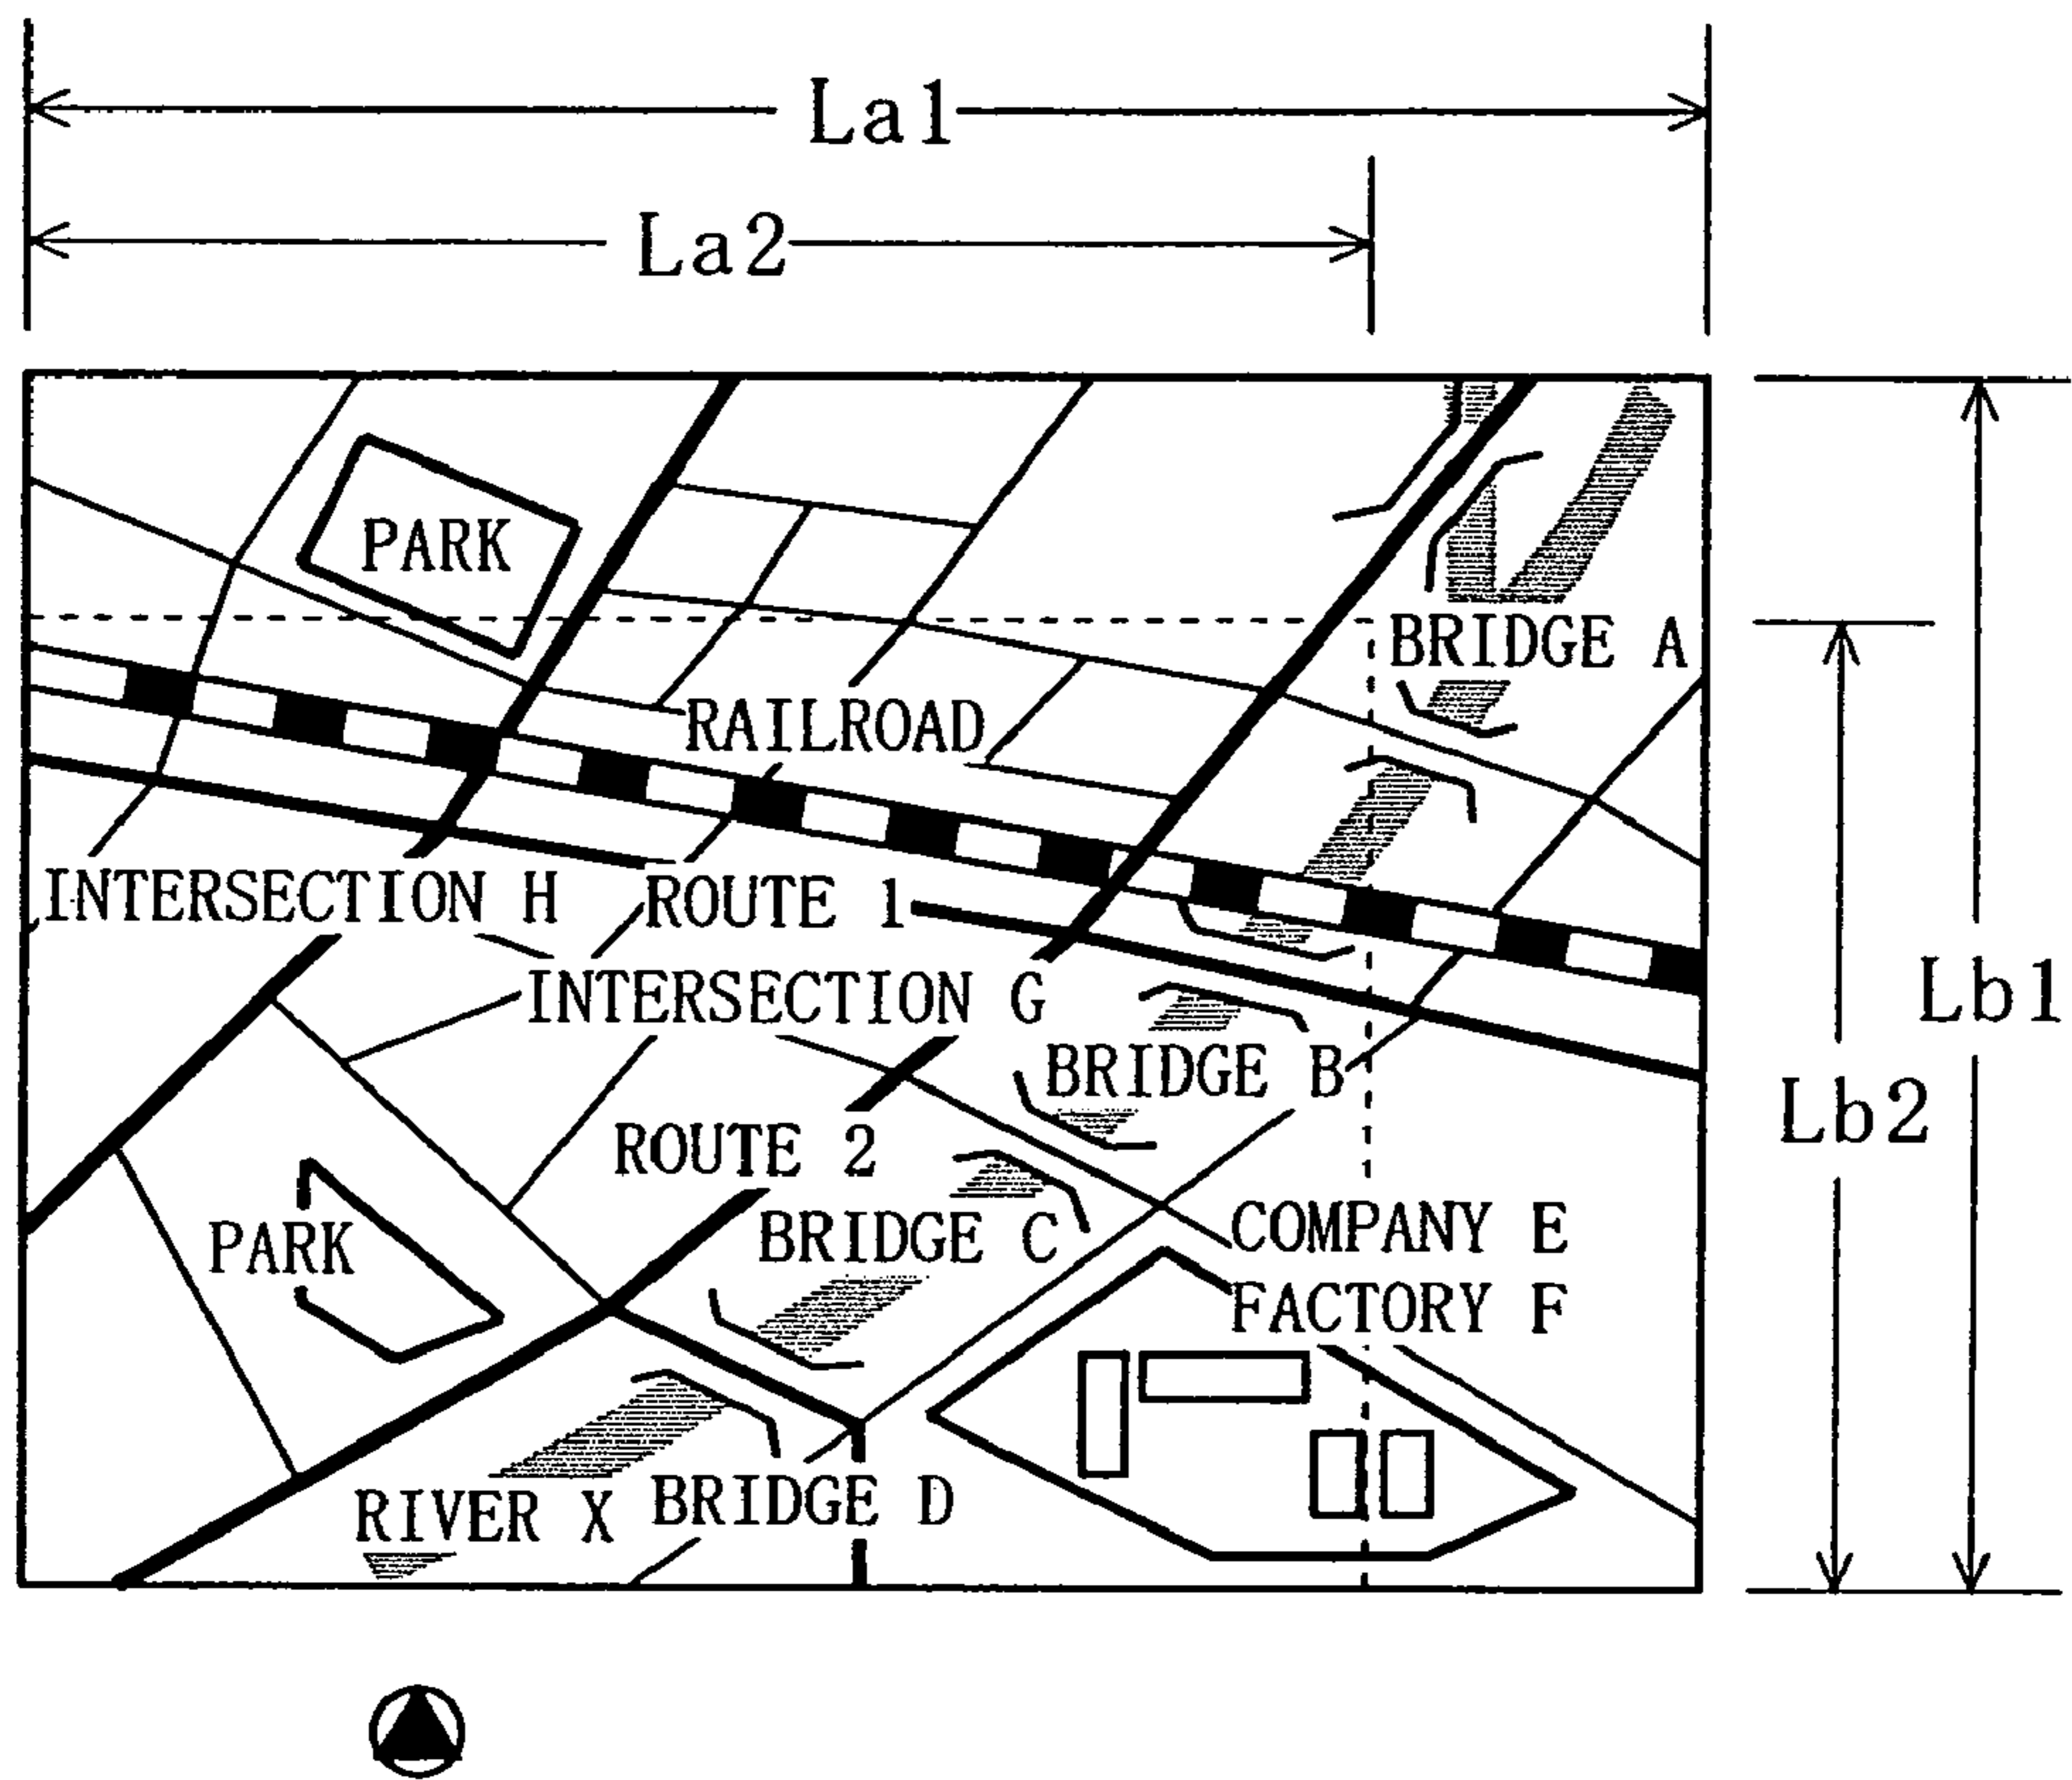 La1
La2
PARK
BRIDGE A
RAILROAD
INTERSECTION H
ROUTE 1
INTERSECTION G
Lb1
BRIDGE B
Lb2
ROUTE 2
PARK
BRIDGE C
COMPANY E
FACTORY F
RIVER X
BRIDGE D